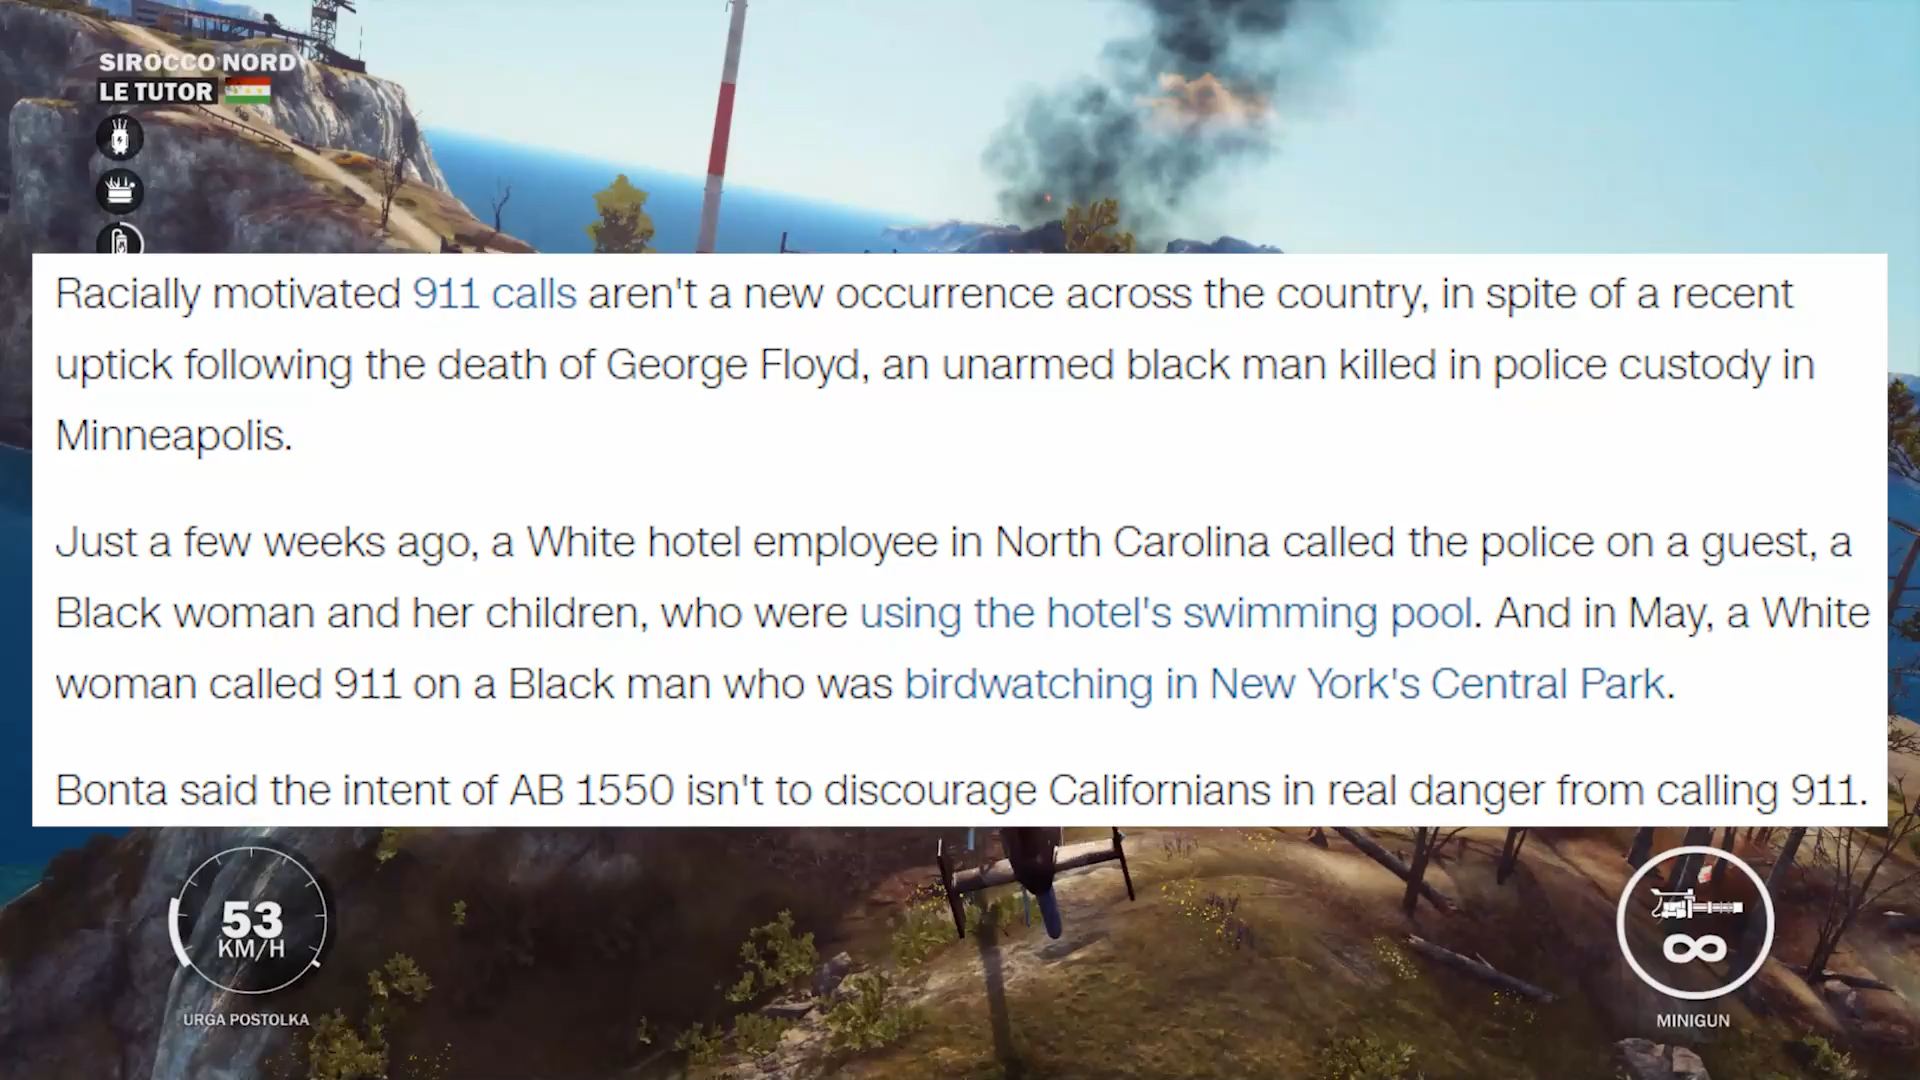 SIROCCO NORD
LE TUTOR
Racially motivated 911 calls aren't a new occurrence across the country, in spite of a recent
uptick following the death of George Floyd, an unarmed black man killed in police custody in
Minneapolis.
Just a few weeks ago, a White hotel employee in North Carolina called the police on a guest, a
Black woman and her children, who were using the hotel's swimming pool. And in May, a White
woman called 911 on a Black man who was birdwatching in New York's Central Park.
Bonta said the intent of AB 1550 isn't to discourage Californians in real danger from calling 911.
53
KM/H
URGA POSTOLKA
∞
MINIGUN